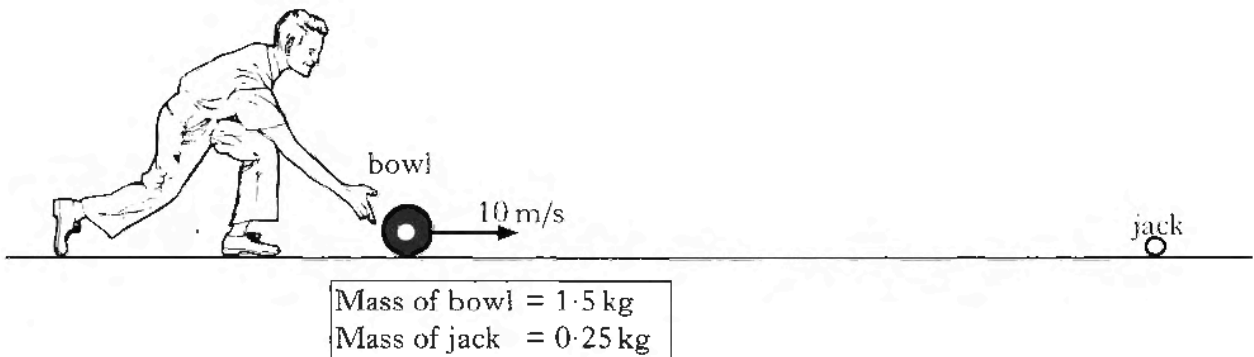 bowl
10 m/s
jack
Mass of bowl = 1·5 kg
Mass of jack = 0·25 kg